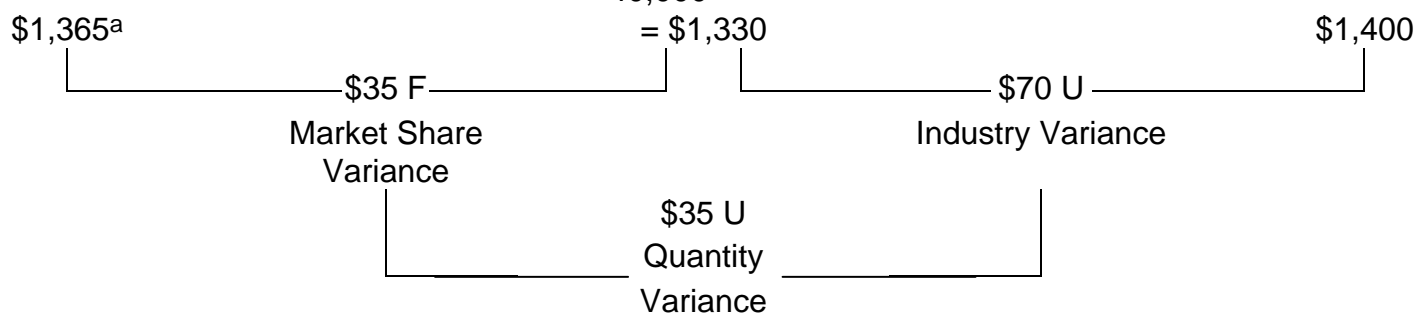 $1,365a = $1,330 $1,400
$35 F $70 U
Market Share Industry Variance
Variance
$35 U
Quantity
Variance